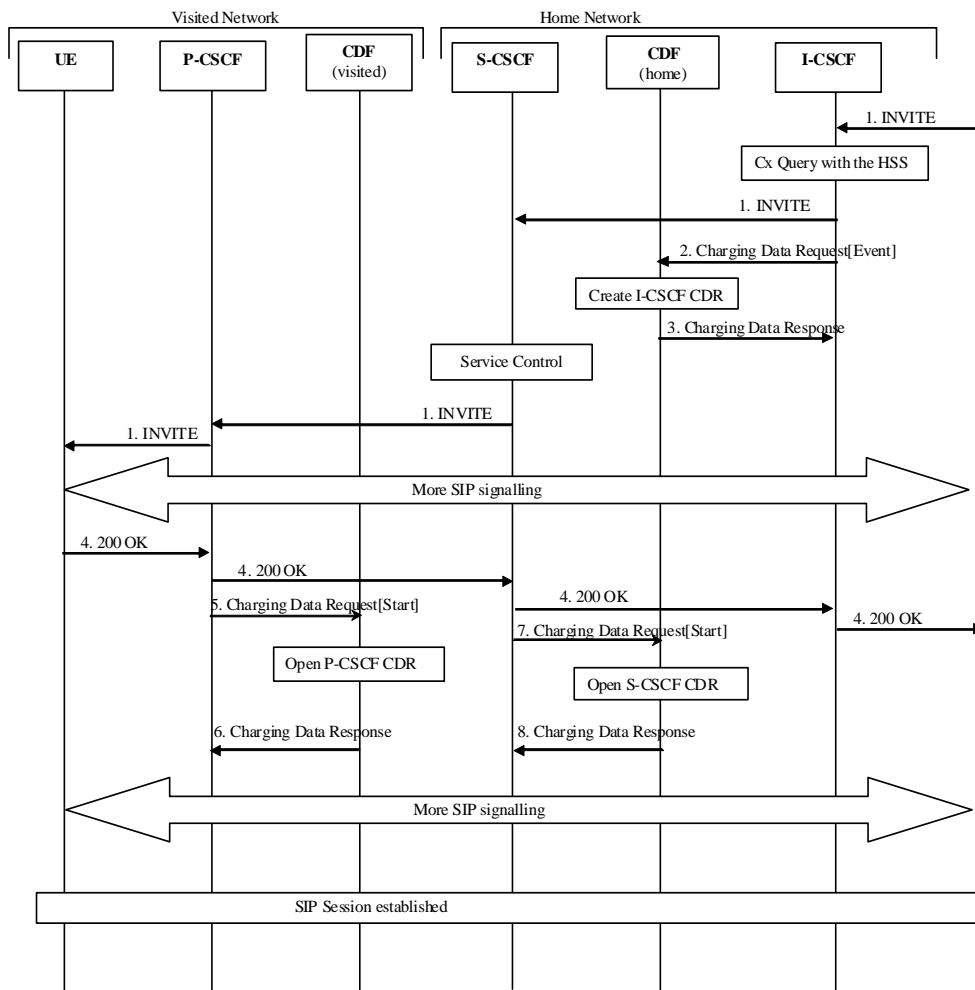 Visited Network
Home Network
UE
P-CSCF
CDF
(visited)
S-CSCF
CDF
(home)
I-CSCF
1. INVITE
Cx Query with the HSS
1. INVITE
2. Charging Data Request[Event]
Create I-CSCF CDR
3. Charging Data Response
Service Control
1. INVITE
1. INVITE
More SIP signalling
4. 200 OK
4. 200 OK
5. Charging Data Request[Start]
4. 200 OK
4. 200 OK
7. Charging Data Request[Start]
Open P-CSCF CDR
Open S-CSCF CDR
6. Charging Data Response
8. Charging Data Response
More SIP signalling
SIP Session established